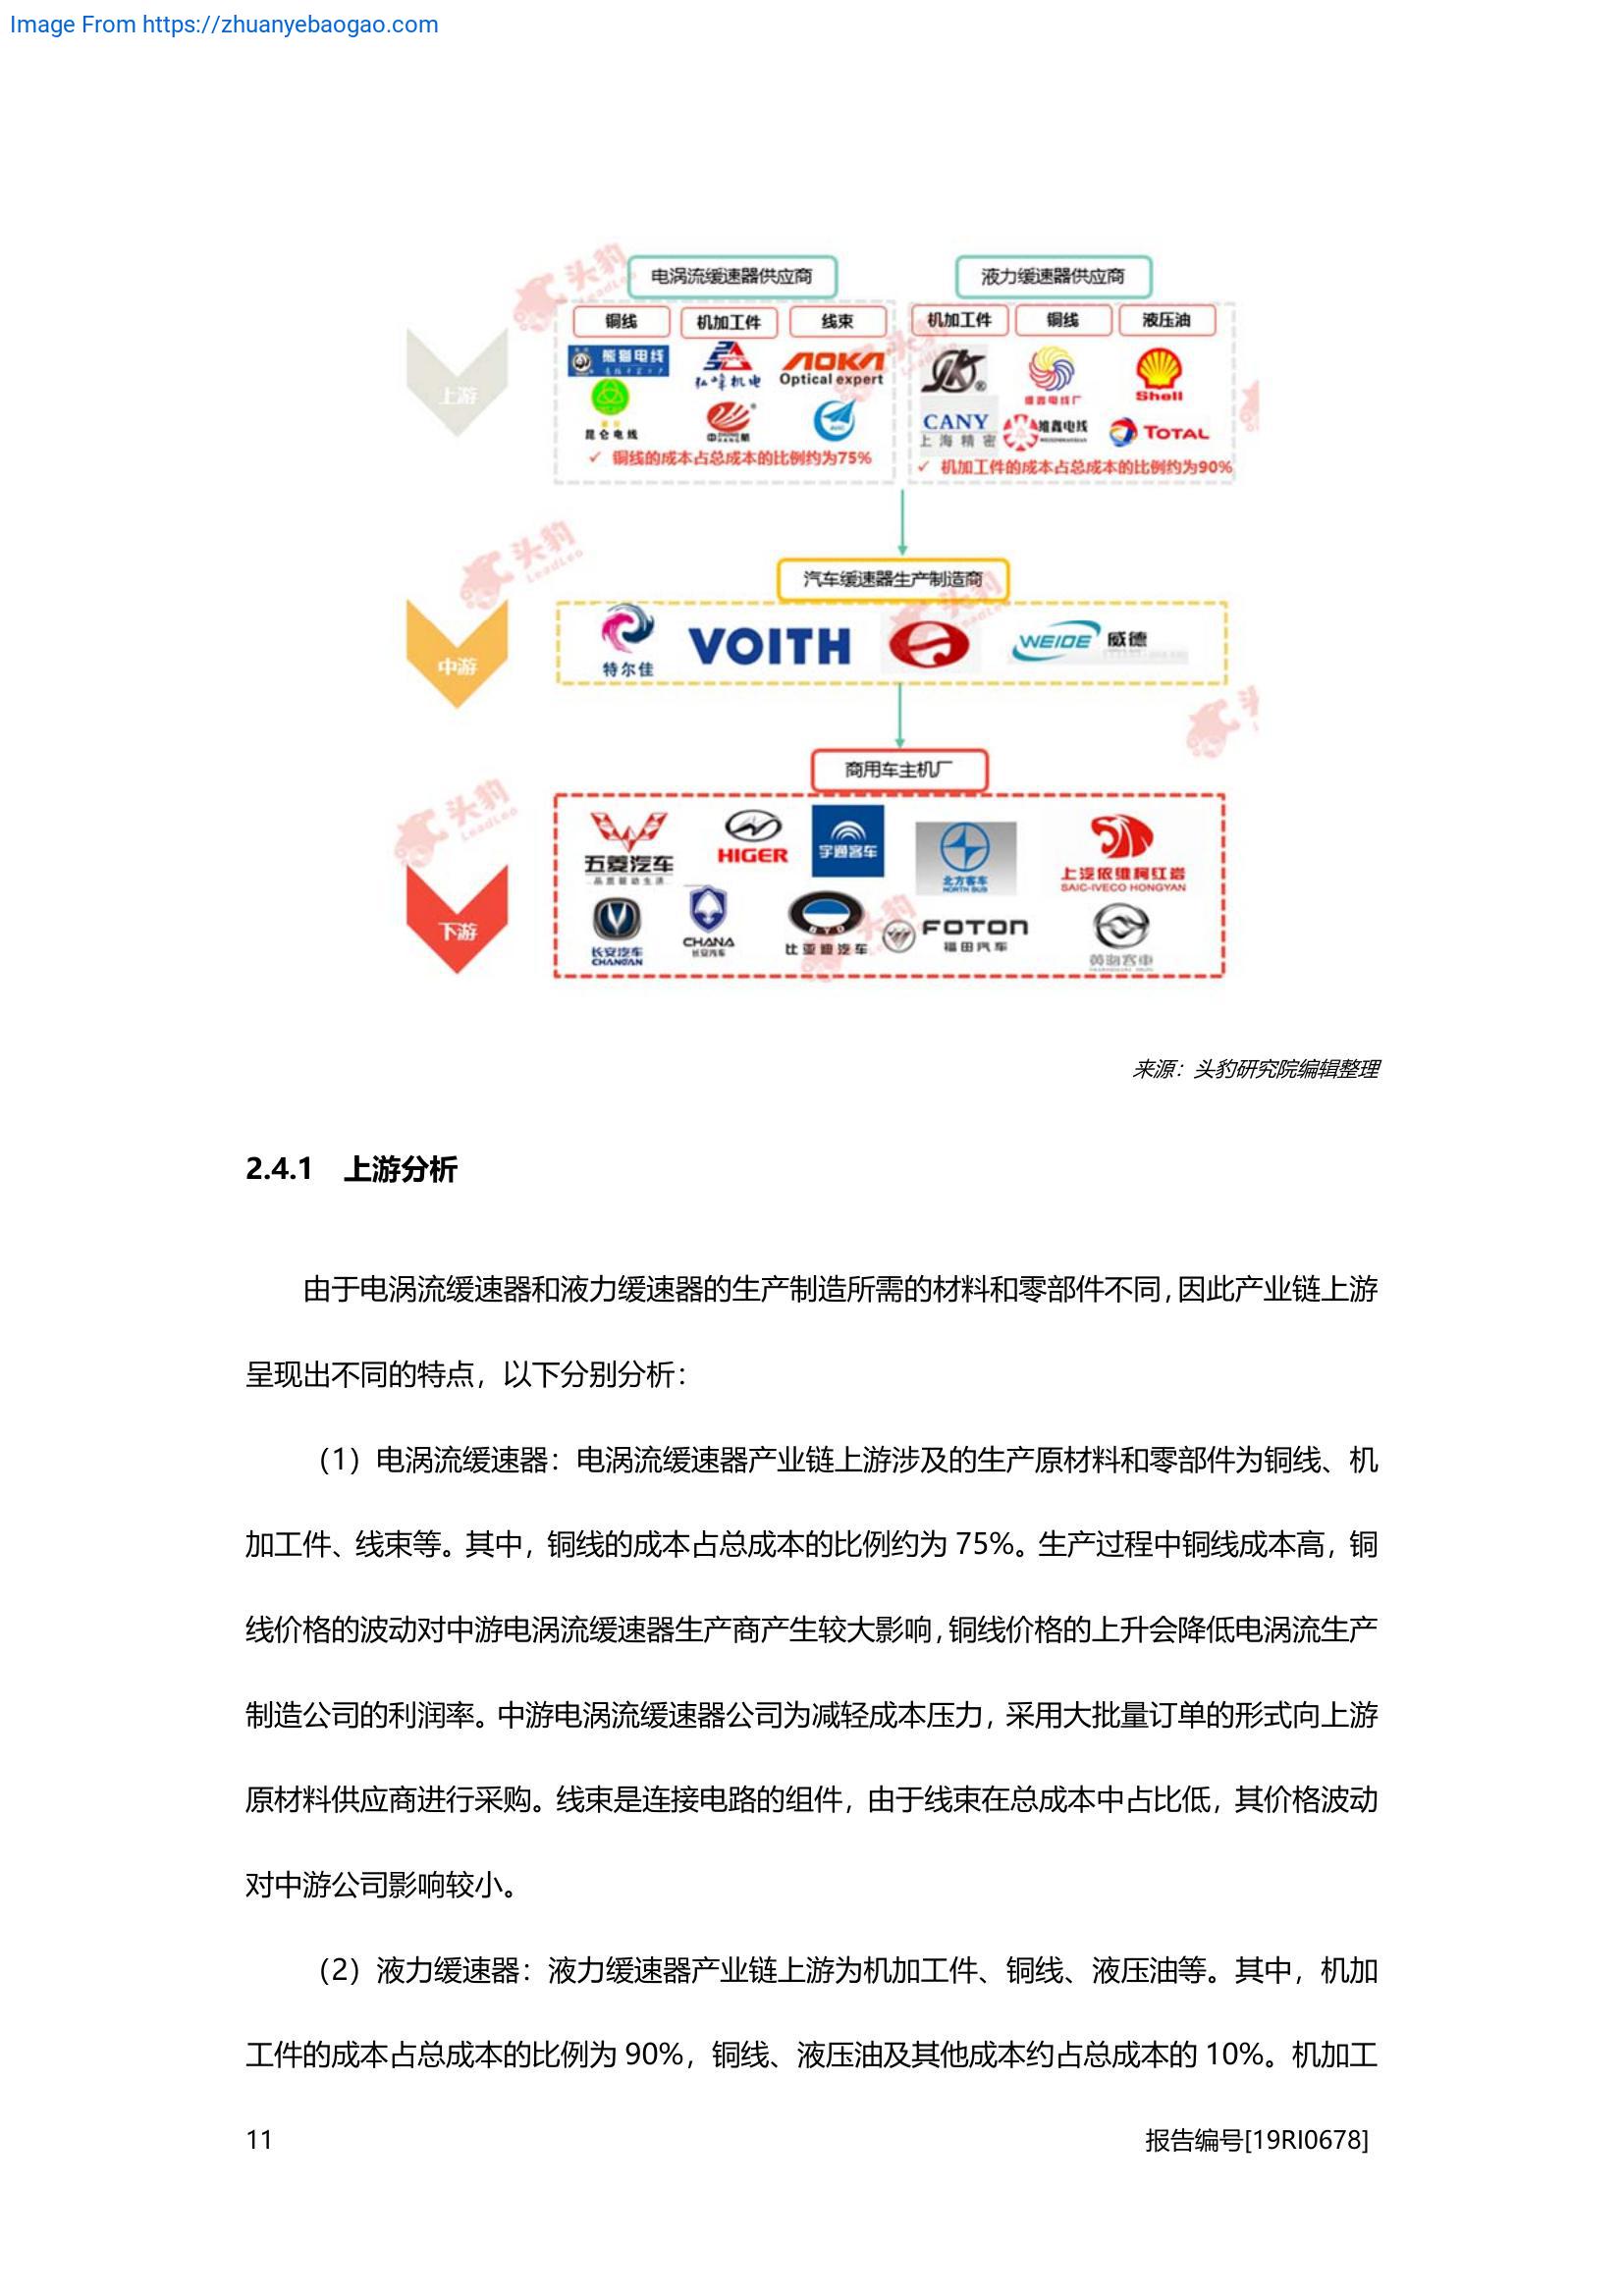 Image From https://zhuanyebaogao.com
电涡流缓速器供应商
液力缓速器供应商
铜线
机加工件
线束
机加工件
铜线
液压油
上游
熊猫电线
弘峰机电
AOKA
Optical expert
Shell
昆仑电线
CANY
上海精密
维鑫电线
TOTAL
✓ 铜线的成本占总成本的比例约为75%
✓ 机加工件的成本占总成本的比例约为90%
头豹
LeadLeo
汽车缓速器生产制造商
中游
特尔佳
VOITH
WEIDE 威德
商用车主机厂
下游
五菱汽车
HIGER
宇通客车
北方客车
NORTH BUS
上汽依维柯红岩
SAIC-IVECO HONGYAN
长安汽车
CHANGAN
CHANA
长安汽车
BYD
比亚迪汽车
FOTON
福田汽车
黄海客车
来源：头豹研究院编辑整理
2.4.1 上游分析
由于电涡流缓速器和液力缓速器的生产制造所需的材料和零部件不同，因此产业链上游
呈现出不同的特点，以下分别分析：
（1）电涡流缓速器：电涡流缓速器产业链上游涉及的生产原材料和零部件为铜线、机
加工件、线束等。其中，铜线的成本占总成本的比例约为 75%。生产过程中铜线成本高，铜
线价格的波动对中游电涡流缓速器生产商产生较大影响，铜线价格的上升会降低电涡流生产
制造公司的利润率。中游电涡流缓速器公司为减轻成本压力，采用大批量订单的形式向上游
原材料供应商进行采购。线束是连接电路的组件，由于线束在总成本中占比低，其价格波动
对中游公司影响较小。
（2）液力缓速器：液力缓速器产业链上游为机加工件、铜线、液压油等。其中，机加
工件的成本占总成本的比例为 90%，铜线、液压油及其他成本约占总成本的 10%。机加工
11
报告编号[19RI0678]